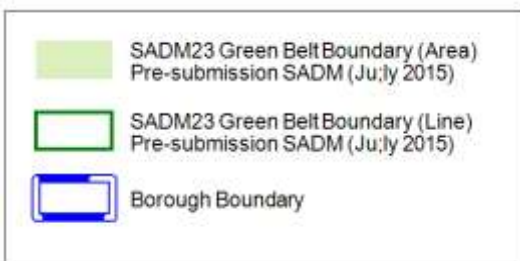 SADM23 Green Belt Boundary (Area)
Pre-submission SADM (Ju;ly 2015)
SADM23 Green Belt Boundary (Line)
Pre-submission SADM (Ju;ly 2015)
Borough Boundary